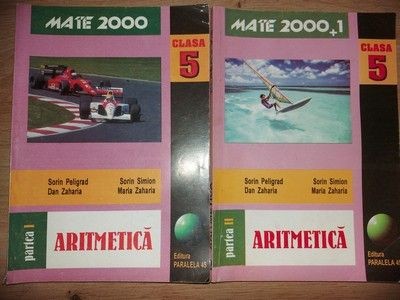 MATE 2000
CLASA
5
Sorin Peligrad
Sorin Simion
Dan Zaharia
Maria Zaharia
partea I
ARITMETICĂ
Editura
PARALELA 45
MATE 2000+1
CLASA
5
Sorin Peligrad
Sorin Simion
Dan Zaharia
Maria Zaharia
partea II
ARITMETICĂ
Editura
PARALELA 45